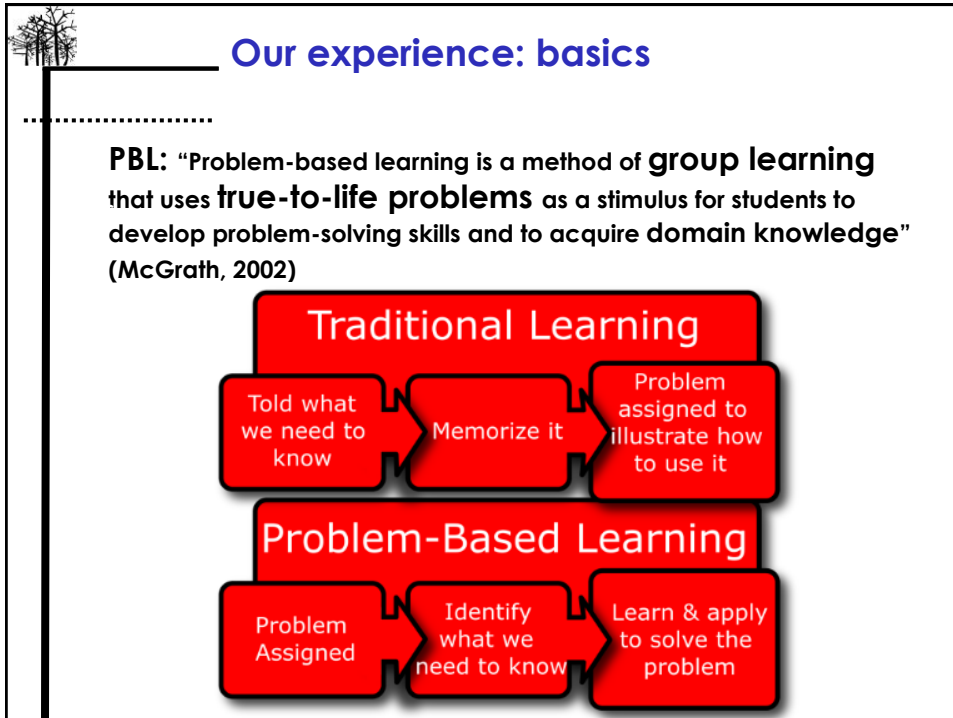 Our experience: basics
PBL: “Problem-based learning is a method of group learning
that uses true-to-life problems as a stimulus for students to
develop problem-solving skills and to acquire domain knowledge”
(McGrath, 2002)
Traditional Learning
Told what
we need to
know
Memorize it
Problem
assigned to
illustrate how
to use it
Problem-Based Learning
Problem
Assigned
Identify
what we
need to know
Learn & apply
to solve the
problem